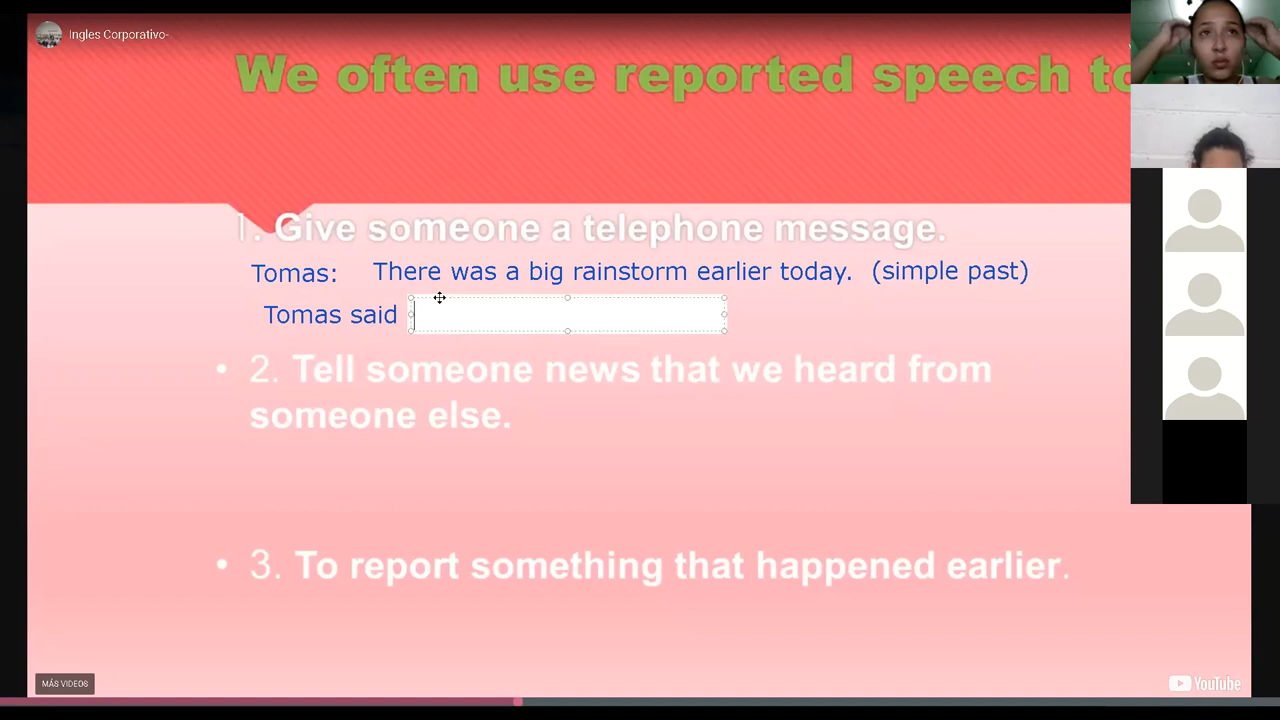 Ingles Corporativo-
We often use reported speech to
1. Give someone a telephone message.
Tomas: There was a big rainstorm earlier today. (simple past)
Tomas said
• 2. Tell someone news that we heard from
someone else.
• 3. To report something that happened earlier.
MÁS VIDEOS
YouTube